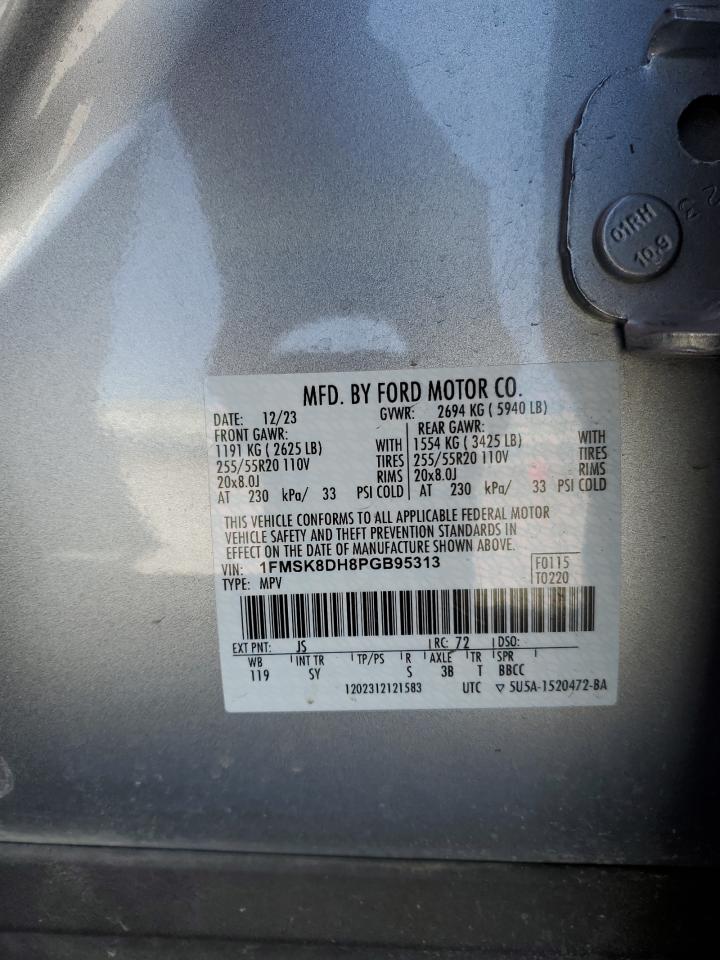 2 3
01RH
10.9
MFD. BY FORD MOTOR CO.
DATE: 12/23 GVWR: 2694 KG ( 5940 LB)
FRONT GAWR: REAR GAWR:
1191 KG ( 2625 LB) WITH 1554 KG ( 3425 LB) WITH
255/55R20 110V TIRES 255/55R20 110V TIRES
20x8.0J RIMS 20x8.0J RIMS
AT 230 kPa/ 33 PSI COLD AT 230 kPa/ 33 PSI COLD
THIS VEHICLE CONFORMS TO ALL APPLICABLE FEDERAL MOTOR
VEHICLE SAFETY AND THEFT PREVENTION STANDARDS IN
EFFECT ON THE DATE OF MANUFACTURE SHOWN ABOVE.
VIN: 1FMSK8DH8PGB95313 F0115
TYPE: MPV T0220
EXT PNT: JS RC: 72 DSO:
WB INT TR TP/PS R AXLE TR SPR
119 SY S 3B T BBCC
1202312121583 UTC ▽ 5U5A-1520472-BA